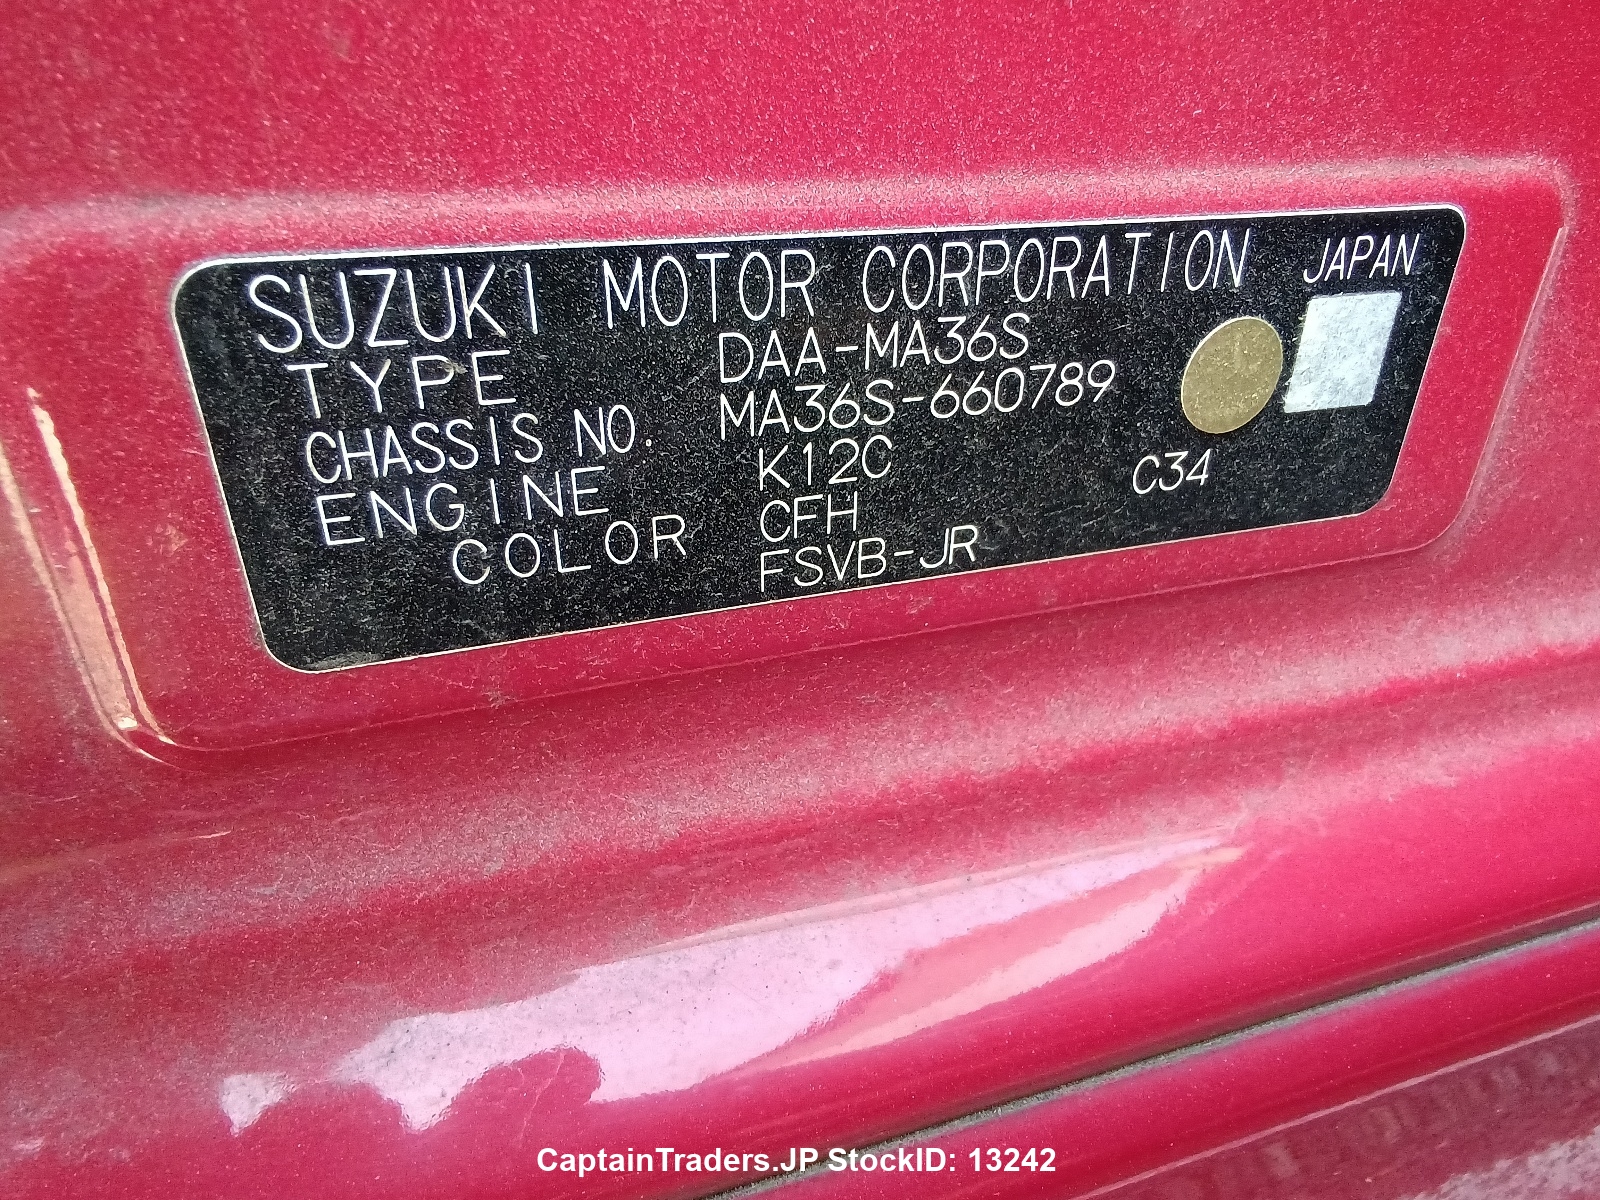 SUZUKI MOTOR CORPORATION JAPAN
TYPE DAA-MA36S
CHASSIS NO. MA36S-660789
ENGINE K12C C34
COLOR CFH
FSVB-JR
CaptainTraders.JP StockID: 13242